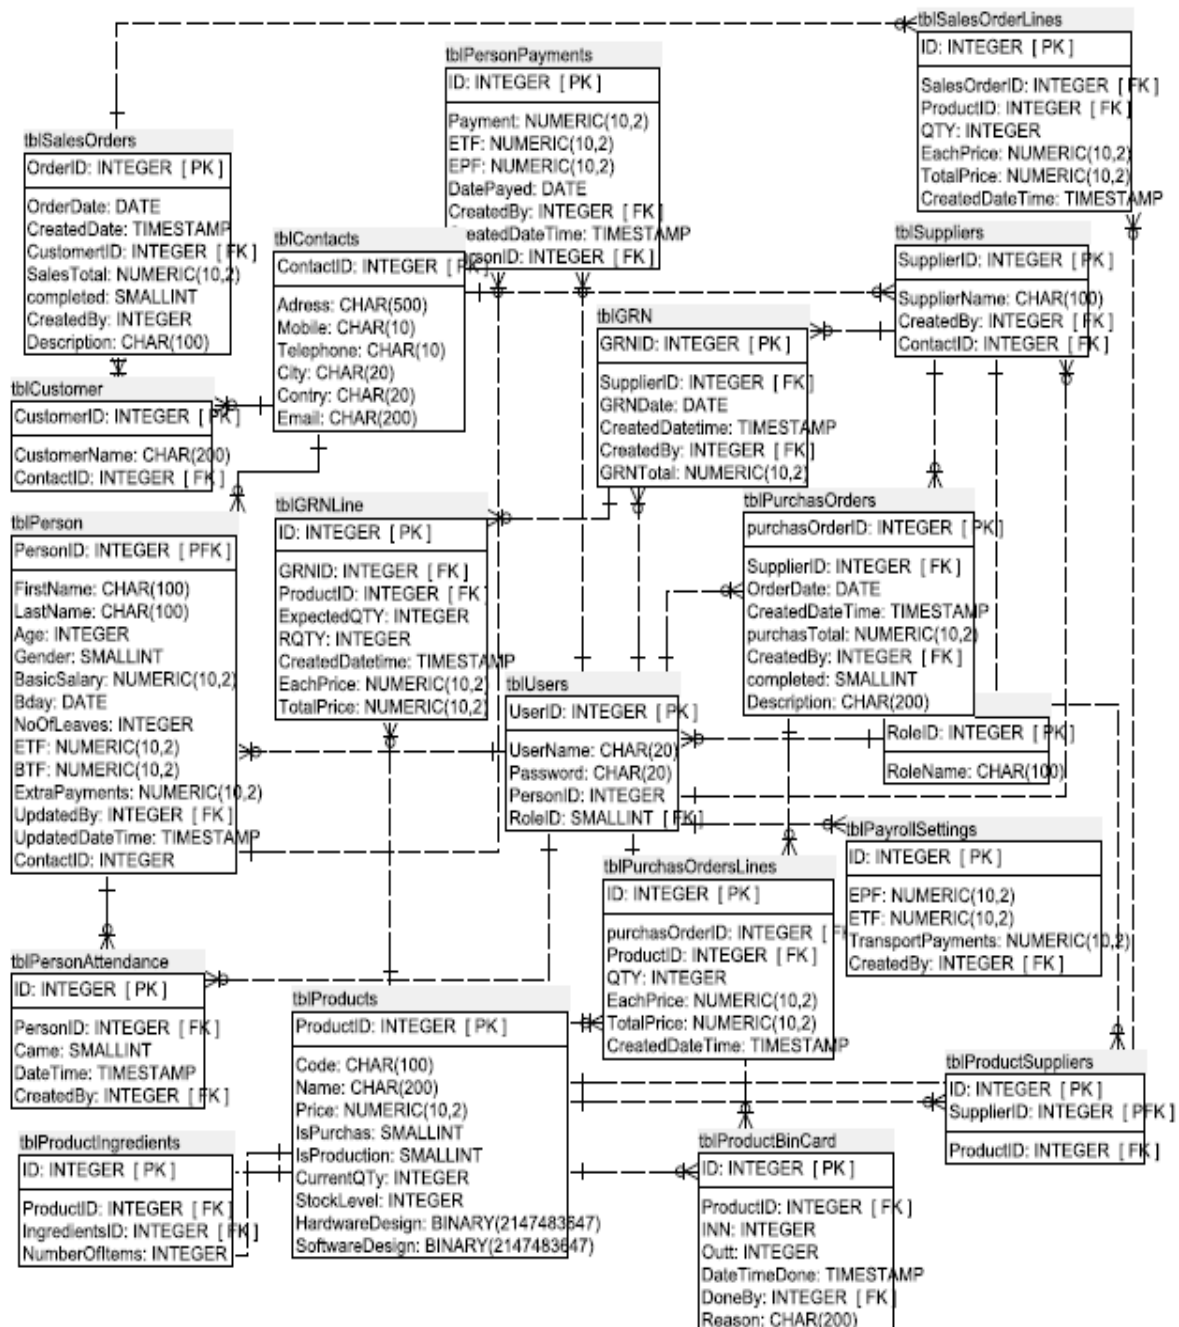 tblSalesOrderLines
ID: INTEGER [ PK ]
SalesOrderID: INTEGER [ FK ]
ProductID: INTEGER [ FK ]
QTY: INTEGER
EachPrice: NUMERIC(10,2)
TotalPrice: NUMERIC(10,2)
CreatedDateTime: TIMESTAMP
tblPersonPayments
ID: INTEGER [ PK ]
Payment: NUMERIC(10,2)
ETF: NUMERIC(10,2)
EPF: NUMERIC(10,2)
DatePayed: DATE
CreatedBy: INTEGER [ FK ]
eatedDateTime: TIMESTAMP
rsonID: INTEGER [ FK ]
tblSalesOrders
OrderID: INTEGER [ PK ]
OrderDate: DATE
CreatedDate: TIMESTAMP
CustomertID: INTEGER [ FK ]
SalesTotal: NUMERIC(10,2)
completed: SMALLINT
CreatedBy: INTEGER
Description: CHAR(100)
tblContacts
ContactID: INTEGER [ PK ]
Adress: CHAR(500)
Mobile: CHAR(10)
Telephone: CHAR(10)
City: CHAR(20)
Contry: CHAR(20)
Email: CHAR(200)
tblSuppliers
SupplierID: INTEGER [ PK ]
SupplierName: CHAR(100)
CreatedBy: INTEGER [ FK ]
ContactID: INTEGER [ FK ]
tblGRN
GRNID: INTEGER [ PK ]
SupplierID: INTEGER [ FK ]
GRNDate: DATE
CreatedDatetime: TIMESTAMP
CreatedBy: INTEGER [ FK ]
GRNTotal: NUMERIC(10,2)
tblCustomer
CustomerID: INTEGER [ PK ]
CustomerName: CHAR(200)
ContactID: INTEGER [ FK ]
tblPerson
PersonID: INTEGER [ PFK ]
FirstName: CHAR(100)
LastName: CHAR(100)
Age: INTEGER
Gender: SMALLINT
BasicSalary: NUMERIC(10,2)
Bday: DATE
NoOfLeaves: INTEGER
ETF: NUMERIC(10,2)
BTF: NUMERIC(10,2)
ExtraPayments: NUMERIC(10,2)
UpdatedBy: INTEGER [ FK ]
UpdatedDateTime: TIMESTAMP
ContactID: INTEGER
tblGRNLine
ID: INTEGER [ PK ]
GRNID: INTEGER [ FK ]
ProductID: INTEGER [ FK ]
ExpectedQTY: INTEGER
RQTY: INTEGER
CreatedDatetime: TIMESTAMP
EachPrice: NUMERIC(10,2)
TotalPrice: NUMERIC(10,2)
tblPurchasOrders
purchasOrderID: INTEGER [ PK ]
SupplierID: INTEGER [ FK ]
OrderDate: DATE
CreatedDateTime: TIMESTAMP
purchasTotal: NUMERIC(10,2)
CreatedBy: INTEGER [ FK ]
completed: SMALLINT
Description: CHAR(200)
tblUsers
UserID: INTEGER [ PK ]
UserName: CHAR(20)
Password: CHAR(20)
PersonID: INTEGER
RoleID: SMALLINT [ FK ]
RoleID: INTEGER [ PK ]
RoleName: CHAR(100)
tblPayrollSettings
ID: INTEGER [ PK ]
EPF: NUMERIC(10,2)
ETF: NUMERIC(10,2)
TransportPayments: NUMERIC(10,2)
CreatedBy: INTEGER [ FK ]
tblPurchasOrdersLines
ID: INTEGER [ PK ]
purchasOrderID: INTEGER [ FK
ProductID: INTEGER [ FK ]
QTY: INTEGER
EachPrice: NUMERIC(10,2)
TotalPrice: NUMERIC(10,2)
CreatedDateTime: TIMESTAMP
tblPersonAttendance
ID: INTEGER [ PK ]
PersonID: INTEGER [ FK ]
Came: SMALLINT
DateTime: TIMESTAMP
CreatedBy: INTEGER [ FK ]
tblProducts
ProductID: INTEGER [ PK ]
Code: CHAR(100)
Name: CHAR(200)
Price: NUMERIC(10,2)
IsPurchas: SMALLINT
IsProduction: SMALLINT
CurrentQTy: INTEGER
StockLevel: INTEGER
HardwareDesign: BINARY(2147483647)
SoftwareDesign: BINARY(2147483647)
tblProductSuppliers
ID: INTEGER [ PK ]
SupplierID: INTEGER [ PFK ]
ProductID: INTEGER [ FK ]
tblProductIngredients
ID: INTEGER [ PK ]
ProductID: INTEGER [ FK ]
IngredientsID: INTEGER [ FK ]
NumberOfItems: INTEGER
tblProductBinCard
ID: INTEGER [ PK ]
ProductID: INTEGER [ FK ]
INN: INTEGER
Outt: INTEGER
DateTimeDone: TIMESTAMP
DoneBy: INTEGER [ FK ]
Reason: CHAR(200)